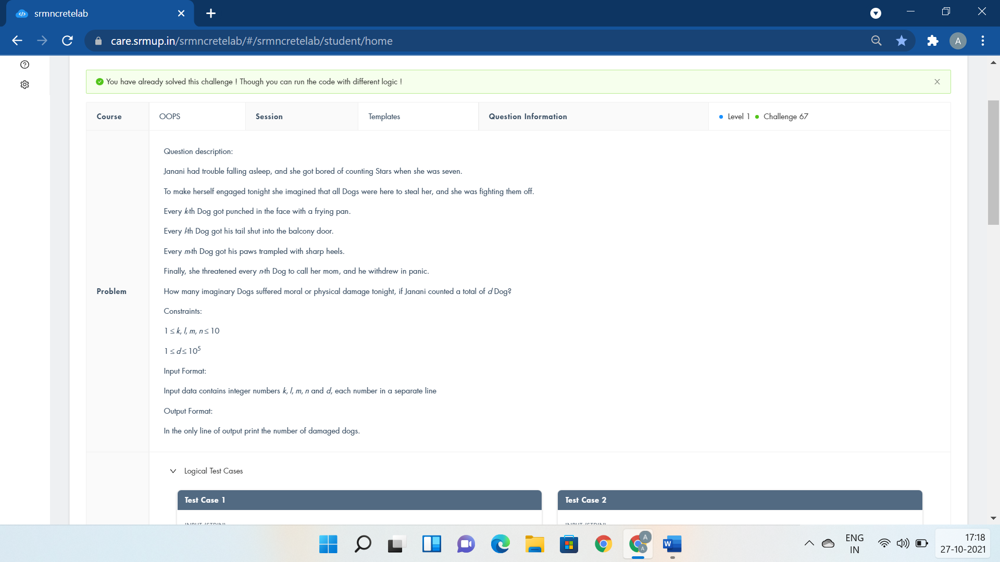 srmncretelab
care.srmup.in/srmncretelab/#/srmncretelab/student/home
A
You have already solved this challenge ! Though you can run the code with different logic !
Course OOPS Session Templates Question Information Level 1 Challenge 67
Question description:
Janani had trouble falling asleep, and she got bored of counting Stars when she was seven.
To make herself engaged tonight she imagined that all Dogs were here to steal her, and she was fighting them off.
Every k-th Dog got punched in the face with a frying pan.
Every l-th Dog got his tail shut into the balcony door.
Every m-th Dog got his paws trampled with sharp heels.
Finally, she threatened every n-th Dog to call her mom, and he withdrew in panic.
Problem
How many imaginary Dogs suffered moral or physical damage tonight, if Janani counted a total of d Dog?
Constraints:
1 ≤ k, l, m, n ≤ 10
1 ≤ d ≤ 10⁵
Input Format:
Input data contains integer numbers k, l, m, n and d, each number in a separate line
Output Format:
In the only line of output print the number of damaged dogs.
Logical Test Cases
Test Case 1
Test Case 2
INPUT (STDIN)
INPUT (STDIN)
A
A
W
ENG
IN
17:18
27-10-2021